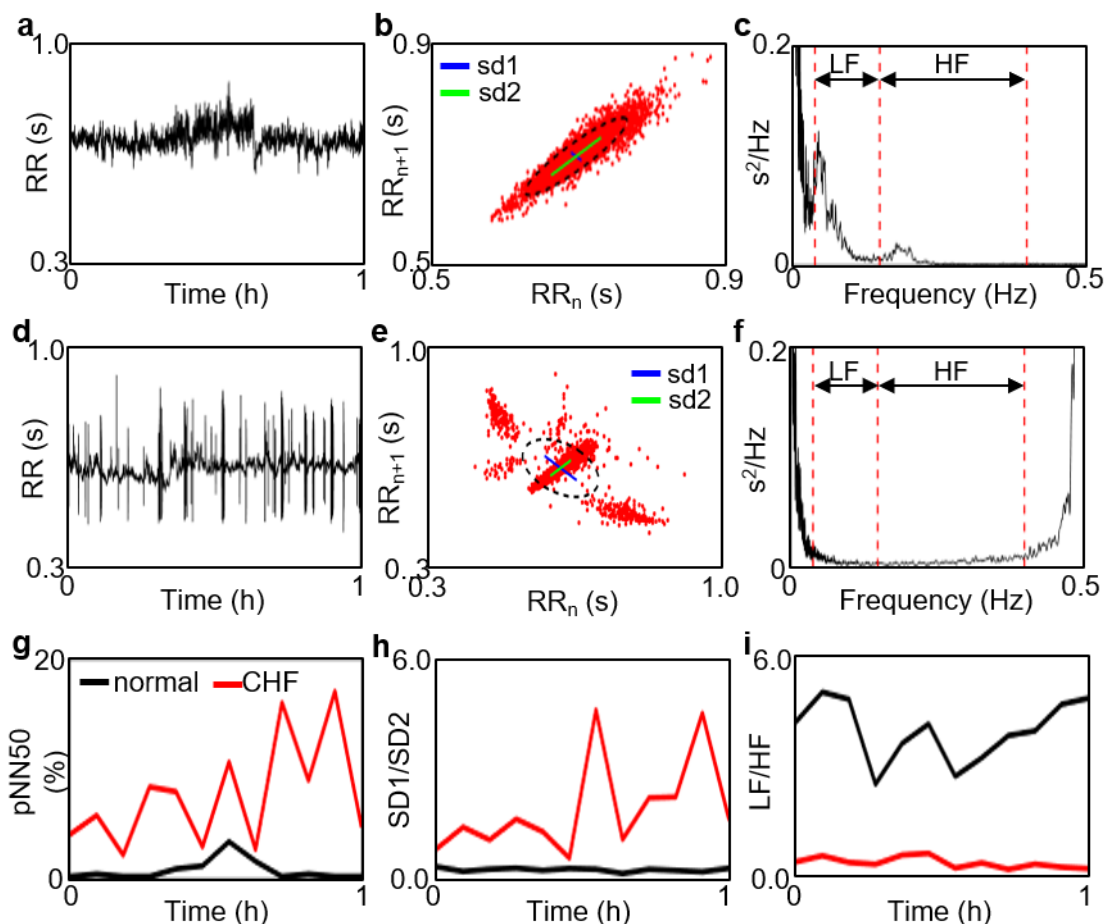 a
1.0
RR (s)
0.3
0
Time (h)
1
b
0.9
sd1
sd2
RRn+1 (s)
0.5
0.5
RRn (s)
0.9
c
0.2
LF
HF
s2/Hz
0
0
Frequency (Hz)
0.5
d
1.0
RR (s)
0.3
0
Time (h)
1
e
1.0
sd1
sd2
RRn+1 (s)
0.3
0.3
RRn (s)
1.0
f
0.2
LF
HF
s2/Hz
0
0
Frequency (Hz)
0.5
g
20
normal
CHF
pNN50
(%)
0
0
Time (h)
1
h
6.0
SD1/SD2
0.0
0
Time (h)
1
i
6.0
LF/HF
0.0
0
Time (h)
1